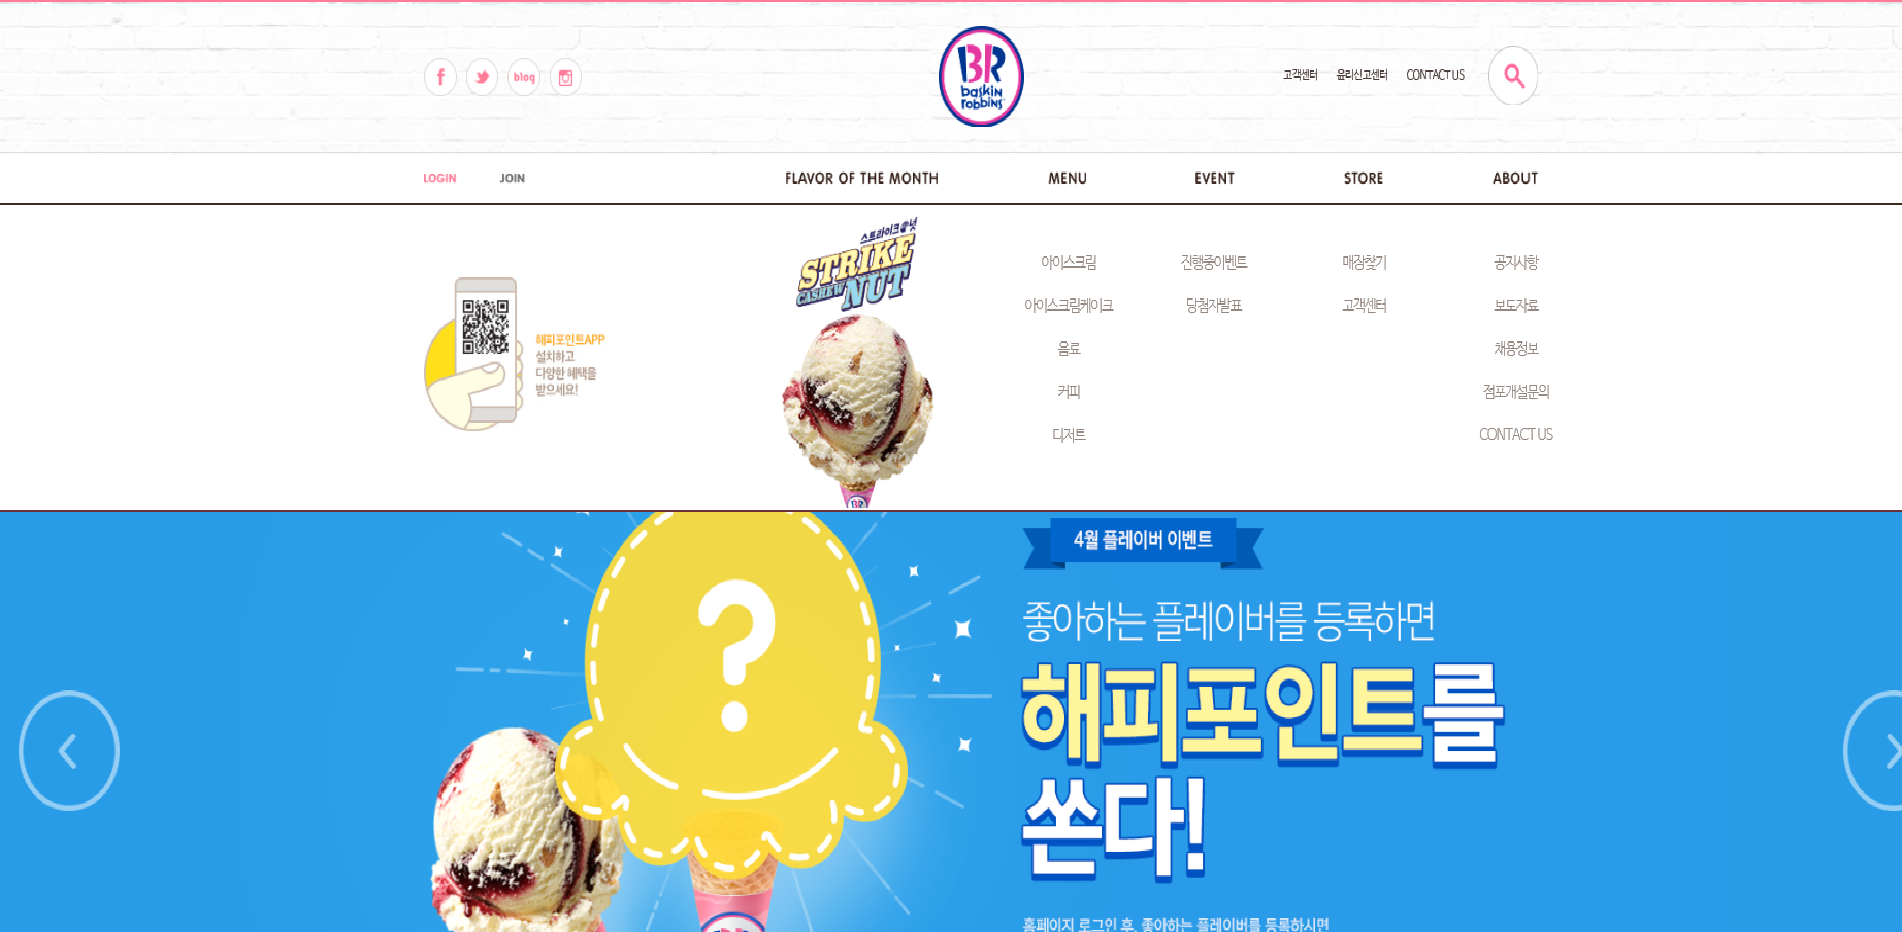 blog
BR
baskin
robbins
고객센터 윤리신고센터 CONTACT US
LOGIN JOIN
FLAVOR OF THE MONTH MENU EVENT STORE ABOUT
해피포인트APP
설치하고
다양한 혜택을
받으세요!
스트라이크 넛
STRIKE
CASHEW NUT
BR
아이스크림
아이스크림케이크
음료
커피
디저트
진행중이벤트
당첨자발표
매장찾기
고객센터
공지사항
보도자료
채용정보
점포개설문의
CONTACT US
4월 플레이버 이벤트
좋아하는 플레이버를 등록하면
해피포인트를
쏜다!
홈페이지 로그인 후, 좋아하는 플레이버를 등록하시면